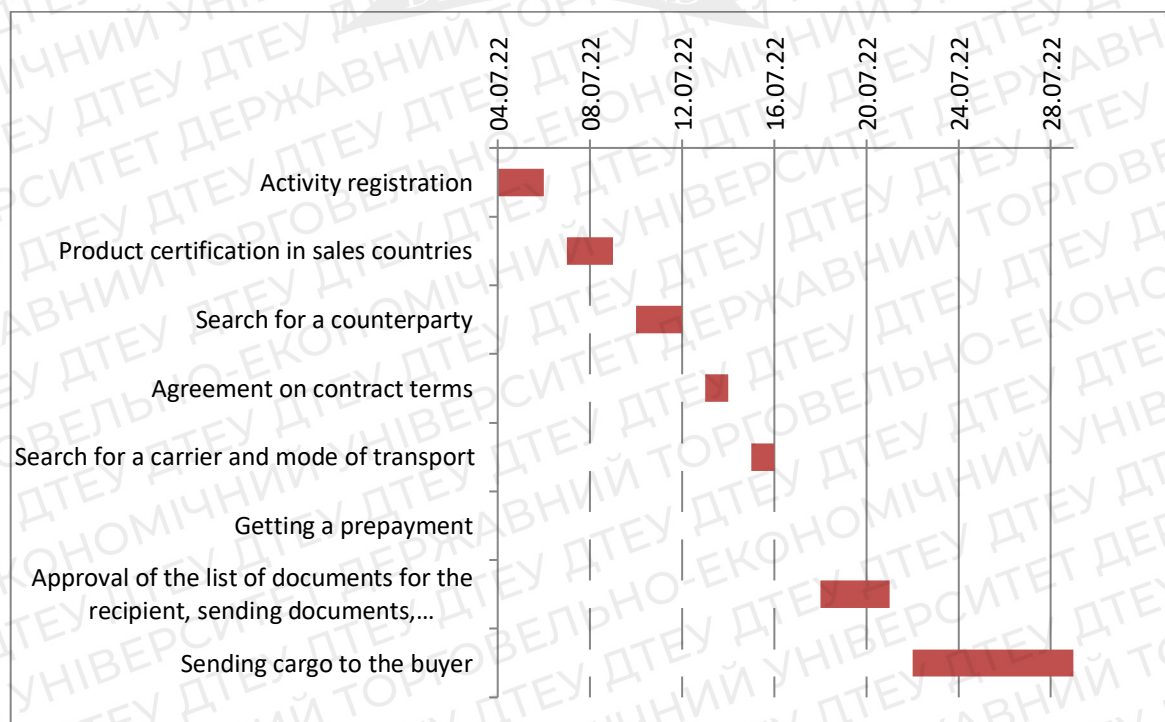 04.07.22
08.07.22
12.07.22
16.07.22
20.07.22
24.07.22
28.07.22
Activity registration
Product certification in sales countries
Search for a counterparty
Agreement on contract terms
Search for a carrier and mode of transport
Getting a prepayment
Approval of the list of documents for the
recipient, sending documents,...
Sending cargo to the buyer